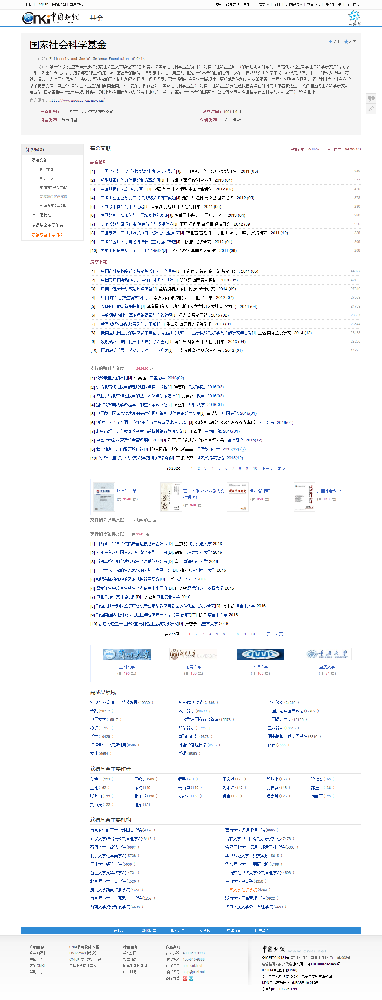 手机版 English 网站地图 帮助中心
您好，欢迎来到中国知网！ 登录 注册 我的记录 充值中心 购买知网卡 检索首页
cnki 中国知网 cnki.net 基金
知网节
国家社会科学基金
关注 收藏
译名：Philosophy and Social Science Foundation of China
简介：第一条 为适应改革开放和发展社会主义市场经济的新形势，使国家社会科学基金项目(下称国家社科基金项目)的管理更加科学化、规范化，促进哲学社会科学研究多出优秀
成果，多出优秀人才，总结多年管理工作的经验，结合新的情况，特制定本办法。第二条 国家社科基金项目的管理，必须坚持以马克思列宁主义、毛泽东思想、邓小平理论为指导，贯
彻江泽民同志“三个代表”的要求，坚持党的基本路线和基本纲领，积极探索、努力遵循社会科学发展规律，更好地为党和政府决策服务，为两个文明建设服务，促进我国哲学社会科学
繁荣健康发展。第三条 国家社科基金项目面向全国，公平竞争，择优立项。国家社会科学基金(下称国家社科基金)要注意扶植青年社科研究工作者和边远、民族地区的社会科学研究。
第四条 在全国哲学社会科学规划领导小组(下称全国社科规划领导小组)的领导下，国家社科基金项目实行三级管理体制。全国哲学社会科学规划办公室(下称全国社
官方网址：http://www.npopss-cn.gov.cn/
主管机构：全国哲学社会科学规划办公室 设立时间：1991年6月
项目类型：重点项目 学科类型：马列·科社
知识网络
基金文献
最高被引
最高下载
支持的期刊类文献
支持的会议类文献
支持的博硕类文献
高成果领域
获得基金主要作者
获得基金主要机构
基金文献 总发文量：278657 总下载量：94795373
最高被引
[1] 中国产业结构变迁对经济增长和波动的影响[J]. 干春晖,郑若谷,余典范.经济研究 . 2011 (05) 949
[2] 新型城镇化的战略意义和改革难题[J]. 张占斌.国家行政学院学报 . 2013 (01) 577
[3] 中国城镇化“推进模式”研究[J]. 李强,陈宇琳,刘精明.中国社会科学 . 2012 (07) 420
[4] 中国工业企业数据库的使用现状和潜在问题[J]. 聂辉华,江艇,杨汝岱.世界经济 . 2012 (05) 378
[5] 公共政策执行的中国经验[J]. 贺东航,孔繁斌.中国社会科学 . 2011 (05) 280
[6] 发展战略、城市化与中国城乡收入差距[J]. 陈斌开,林毅夫.中国社会科学 . 2013 (04) 280
[7] 政治关联和融资约束:信息效应与资源效应[J]. 于蔚,汪淼军,金祥荣.经济研究 . 2012 (09) 256
[8] 中国制造业产能过剩的测度、波动及成因研究[J]. 韩国高,高铁梅,王立国,齐鹰飞,王晓姝.经济研究 . 2011 (12) 228
[9] 中国的区域关联与经济增长的空间溢出效应[J]. 潘文卿.经济研究 . 2012 (01) 209
[10] 要素市场扭曲抑制了中国企业R&D?[J]. 张杰,周晓艳,李勇.经济研究 . 2011 (08) 208
最高下载
[1] 中国产业结构变迁对经济增长和波动的影响[J]. 干春晖,郑若谷,余典范.经济研究 . 2011 (05) 44027
[2] 中国互联网金融:模式、影响、本质与风险[J]. 郑联盛.国际经济评论 . 2014 (05) 42783
[3] 中国管理会计研究述评与展望[J]. 孟焰,孙健,卢闯,刘俊勇.会计研究 . 2014 (09) 27819
[4] 中国城镇化“推进模式”研究[J]. 李强,陈宇琳,刘精明.中国社会科学 . 2012 (07) 27528
[5] 互联网金融监管的探析[J]. 李有星,陈飞,金幼芳.浙江大学学报(人文社会科学版) . 2014 (04) 24709
[6] 供给侧结构性改革的理论逻辑与实践路径[J]. 冯志峰.经济问题 . 2016 (02) 23631
[7] 新型城镇化的战略意义和改革难题[J]. 张占斌.国家行政学院学报 . 2013 (01) 23544
[8] 美国互联网金融的发展及中美互联网金融的比较——基于网络经济学视角的研究与思考[J]. 王达.国际金融研究 . 2014 (12) 23483
[9] 发展战略、城市化与中国城乡收入差距[J]. 陈斌开,林毅夫.中国社会科学 . 2013 (04) 23250
[10] 区域房价差异、劳动力流动与产业升级[J]. 高波,陈健,邹琳华.经济研究 . 2012 (01) 14275
支持的期刊类文献 共 262620 条
[1] 论税收国家的基础[J]. 张富强. 中国法学. 2016(02)
[2] 供给侧结构性改革的理论逻辑与实践路径[J]. 冯志峰. 经济问题. 2016(02)
[3] 农业供给侧结构性改革的基本内涵与政策建议[J]. 孔祥智. 改革. 2016(02)
[4] 担保物权司法解释起草中的重大争议问题[J]. 高圣平. 中国法学. 2016(01)
[5] 中国参与国际气候治理的法律立场和策略:以气候正义为视角[J]. 曹明德. 中国法学. 2016(01)
[6] “单独二孩”与“全面二孩”政策家庭生育意愿比较及启示[J]. 张晓青,黄彩虹,张强,陈双双,范其鹏. 人口研究. 2016(01)
[7] 利率市场化、存款保险制度与系统性银行危机防范[J]. 王道平. 金融研究. 2016(01)
[8] 中国上市公司营运资金管理调查:2014[J]. 孙莹,王竹泉,张先敏,杜瑞,程六兵. 会计研究. 2015(12)
[9] 教育信息化走向智慧教育论[J]. 陈琳,陈耀华,张虹,赵苗苗. 现代教育技术. 2015(12)
[10] “伊斯兰国”的意识形态:叙事结构及其影响[J]. 李捷,杨恕. 世界经济与政治. 2015(12)
共26262页 1 2 3 4 5 6 7 8 9 10 下一页 末页
统计与决策 (共 1540 篇)
西南民族大学学报(人文社科版) (共 940 篇)
科技管理研究 (共 850 篇)
广西社会科学 (共 840 篇)
支持的会议类文献 未找到相关数据
支持的博硕类文献 共 2745 条
[1] 山西省太谷县传统民居营造技艺调查研究[D]. 王勤熙.北京交通大学 2016
[2] 外资进入对中国玉米种业安全的影响研究[D]. 胡贺年.甘肃农业大学 2016
[3] 新疆高校抵御宗教极端思想渗透问题研究[D]. 高吉.新疆师范大学 2016
[4] 十七大以来党的生态思想的创新与发展研究[D]. 刘琦爽.兰州理工大学 2016
[5] 新疆兵团棉花种植适度规模经营研究[D]. 李佼.塔里木大学 2016
[6] 黑龙江省中规模生猪生产者盈亏平衡研究[D]. 白冬雪.黑龙江八一农垦大学 2016
[7] 中国草原生态补偿机制[D]. 胡振通.中国农业大学 2016
[8] 新疆兵团一师阿拉尔市纺织产业集聚发展与新型城镇化互动关系研究[D]. 周小静.塔里木大学 2016
[9] 新疆南疆四地州城镇化进程与经济增长关系的实证研究[D]. 徐园.塔里木大学 2016
[10] 新疆南疆生产性服务业与制造业互动关系研究[D]. 张馨予.塔里木大学 2016
共275页 1 2 3 4 5 6 7 8 9 10 下一页 末页
兰州大学 湖南大学 湘潭大学 重庆大学
(共 193 篇) (共 183 篇) (共 105 篇) (共 57 篇)
高成果领域
宏观经济管理与可持续发展(40320 ) 经济体制改革(21868 ) 企业经济(21265 )
金融(20717 ) 农业经济(20599 ) 中国政治与国际政治(17407 )
中国文学(16917 ) 行政学及国家行政管理(15578 ) 中国语言文字(13156 )
投资(11251 ) 贸易经济(11227 ) 工业经济(10646 )
哲学(10429 ) 新闻与传媒(9878 ) 图书情报与数字图书馆(8816 )
环境科学与资源利用(8506 ) 社会学及统计学(8315 ) 体育(7333 )
文化(6954 ) 旅游(6863 )
获得基金主要作者
刘金全(224 ) 王钦安(209 ) 秦明(201 ) 王奕淇(175 ) 邱均平(163 ) 段晓宏(163 )
金刚(162 ) 徐鲲(149 ) 龚新蜀(149 ) 刘思峰(147 ) 孔祥智(146 ) 郭全中(136 )
张向前(133 ) 曾祥炎(130 ) 刘继同(130 ) 娄岩(130 ) 虞崇胜(125 ) 汤吉军(123 )
刘海龙(122 ) 谢赤(121 )
获得基金主要机构
南京航空航天大学外国语学院(9857 ) 西南大学资源环境学院(9005 )
武汉大学政治与公共管理学院(8418 ) 吉林大学中国国有经济研究中心(7478 )
石河子大学政法学院(6687 ) 合肥工业大学资源与环境工程学院(5803 )
北京大学汇丰商学院(5728 ) 华中师范大学历史文献所(5615 )
四川大学经济学院(5036 ) 华东师范大学古籍研究所(4788 )
浙江大学光华法学院(4721 ) 中南财经政法大学公共管理学院(4698 )
北京师范大学文学院(4520 ) 中山大学中文系(4356 )
厦门大学新闻传播学院(4331 ) 山东大学经济学院(4262 )
南京师范大学马克思主义学院(4252 ) 湖南大学工商管理学院(3922 )
西南大学资源环境学院(3508 ) 华中科技大学公共管理学院(3469 )
关于我们 CNKI荣誉 版权公告 客服中心 在线咨询 用户建议
读者服务 CNKI常用软件下载 特色服务 客服咨询
购买知网卡 CAJViewer浏览器 手机知网 订卡热线：400-819-9993
充值中心 CNKI数字化学习平台 杂志订阅 服务热线：400-810-9888
我的CNKI 工具书桌面检索软件 数字出版物订阅 在线咨询：help.cnki.net
帮助中心 广告服务 邮件咨询：help@cnki.net
客服微博：
中国知网 www.cnki.net
京ICP证040431号 互联网出版许可证 新出网证(京)字008号
经营性网站备案信息 京公网安备11010802020460号
© 2014中国知网(CNKI)
《中国学术期刊(光盘版)》电子杂志社有限公司
KDN平台基础技术由KBASE 10.0提供.
您当前IP：103.26.1.99